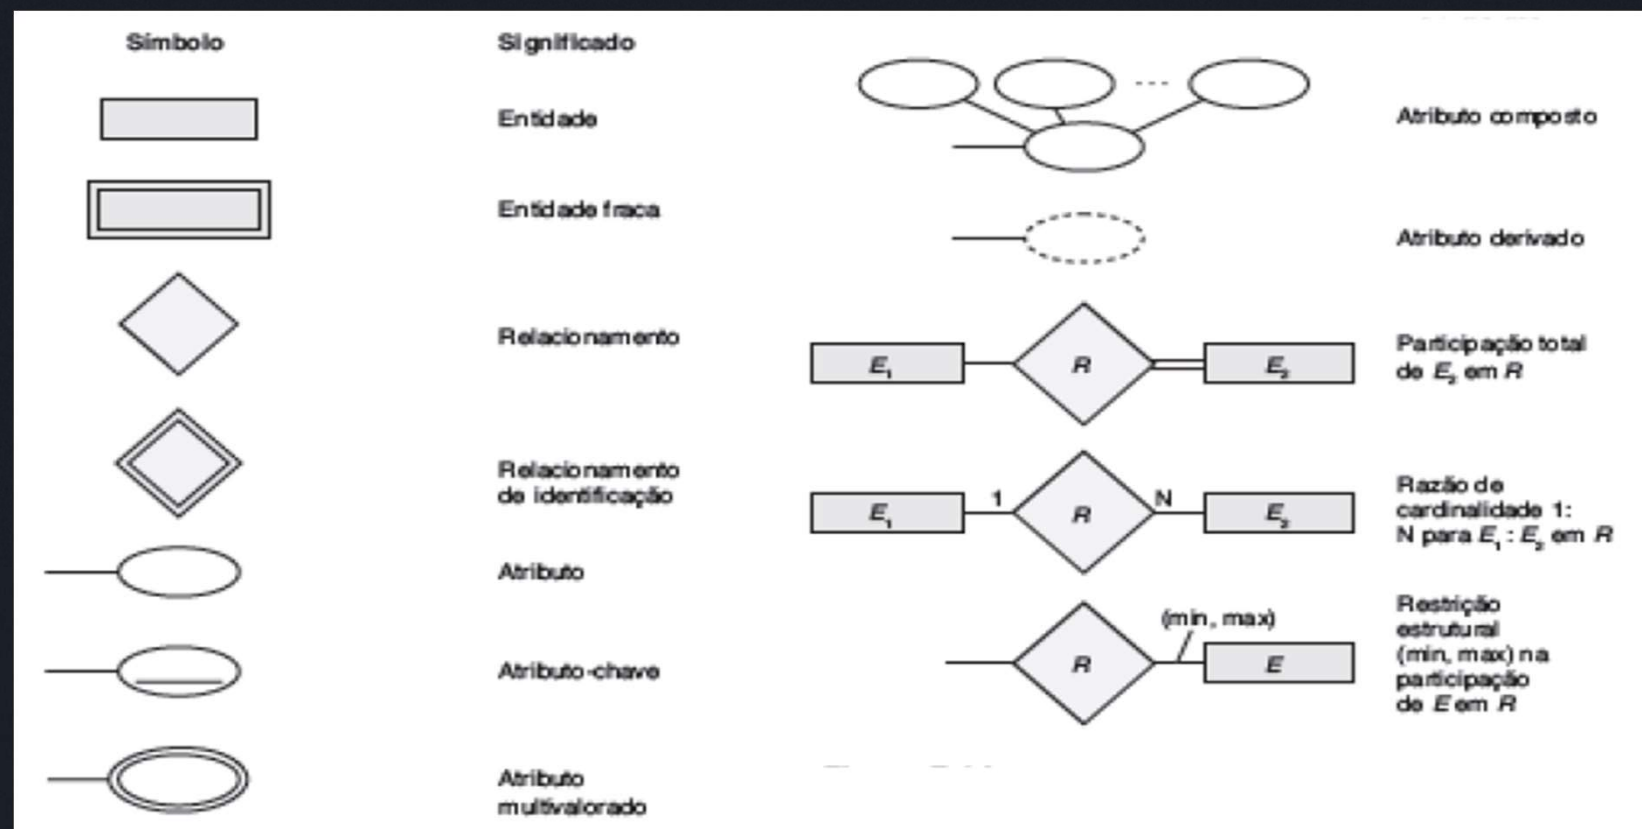 Símbolo
Significado
Entidade
Entidade fraca
Relacionamento
Relacionamento
de identificação
Atributo
Atributo-chave
Atributo
multivalorado
Atributo composto
Atributo derivado
E₁ R E₂
Participação total
de E₂ em R
E₁ 1 R N E₂
Razão de
cardinalidade 1:
N para E₁ : E₂ em R
(min, max)
R E
Restrição
estrutural
(min, max) na
participação
de E em R